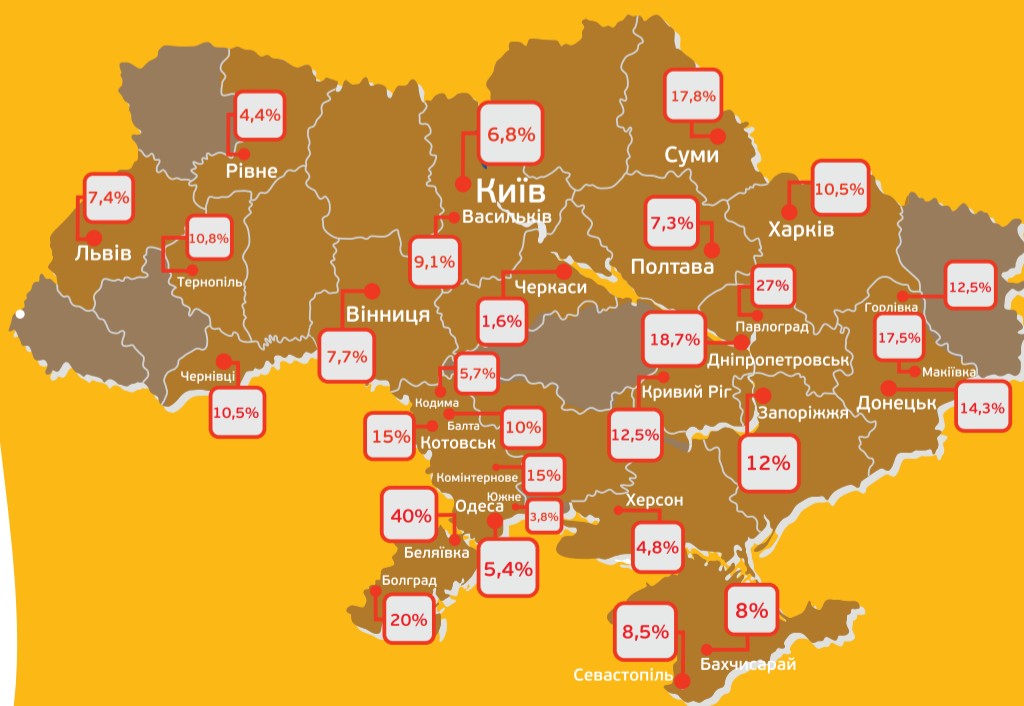 17,8%
Суми
4,4%
Рівне
6,8%
Київ
Васильків
9,1%
10,5%
Харків
7,4%
Львів
10,8%
Тернопіль
7,3%
Полтава
Черкаси
1,6%
27%
Павлоград
12,5%
Горлівка
Вінниця
7,7%
18,7%
Дніпропетровськ
17,5%
Макіївка
Чернівці
10,5%
5,7%
Кодима
Кривий Ріг
12,5%
Запоріжжя
12%
Донецьк
14,3%
Балта
10%
15%
Котовськ
Комінтернове
15%
Южне
3,8%
Одеса
5,4%
Херсон
4,8%
40%
Беляївка
Болград
20%
8%
Бахчисарай
8,5%
Севастопіль